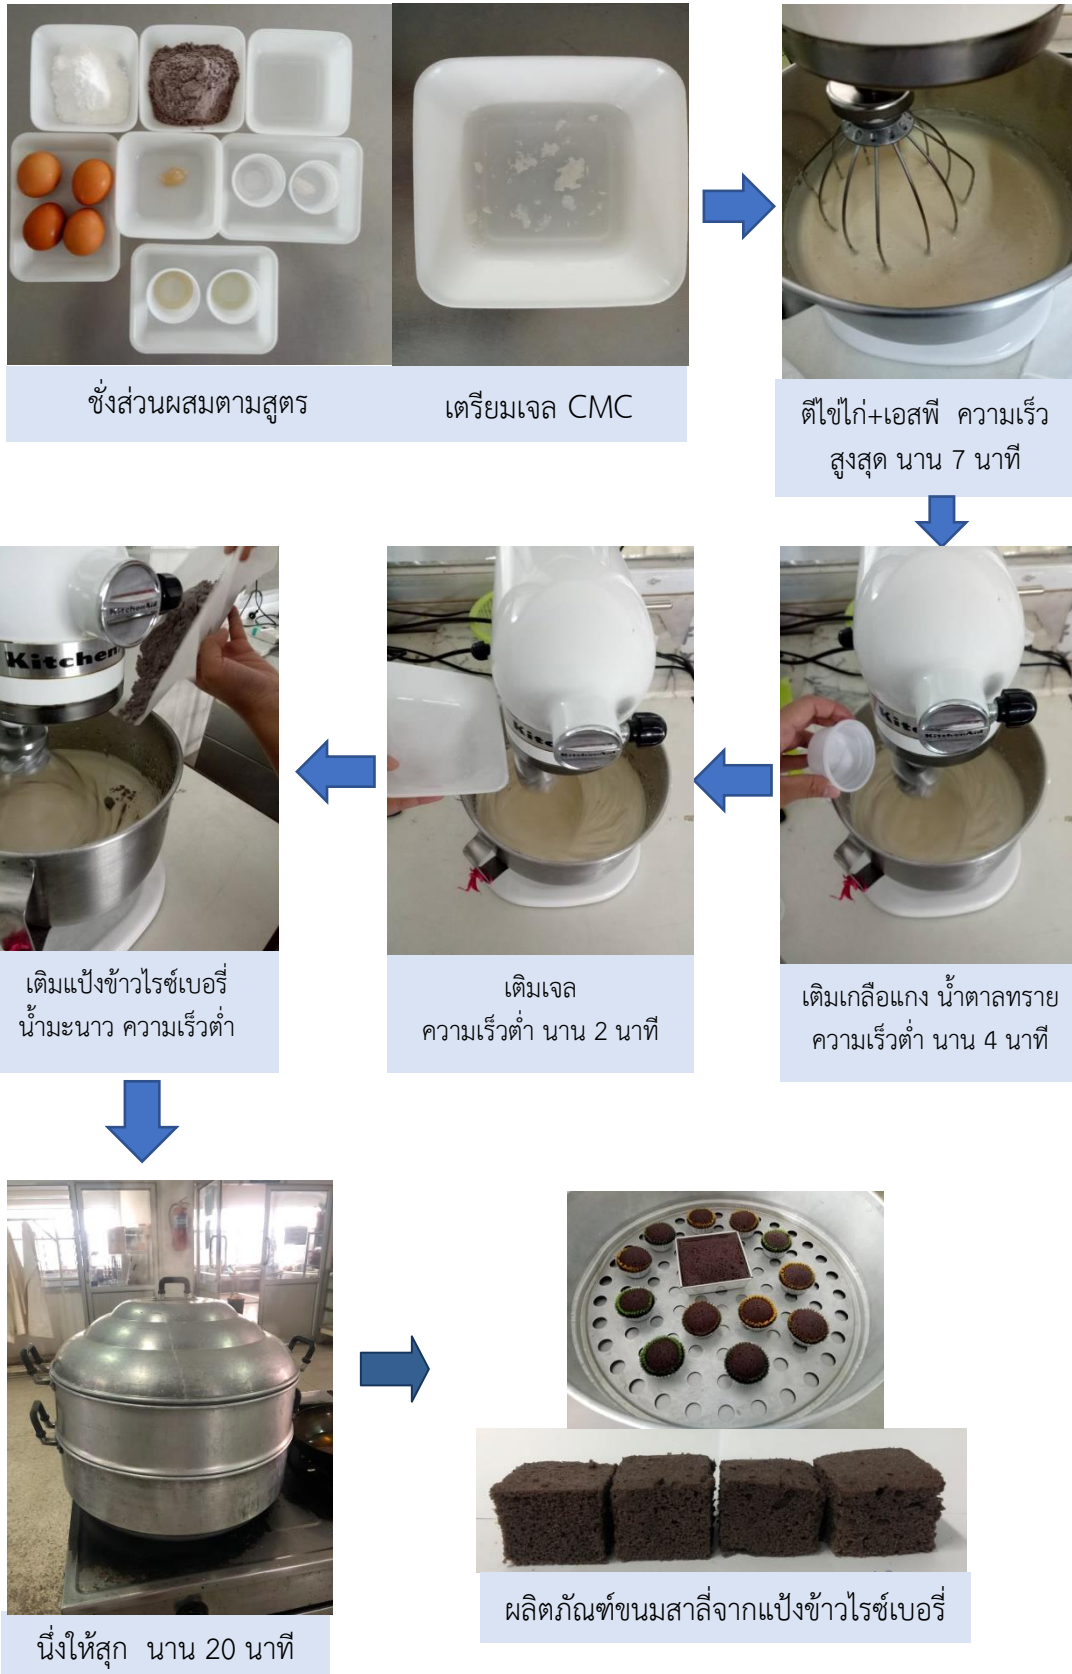 ชั่งส่วนผสมตามสูตร
เตรียมเจล CMC
ตีไข่ไก่+เอสพี ความเร็ว
สูงสุด นาน 7 นาที
KitchenAid
Kitchen
เติมแป้งข้าวไรซ์เบอรี่
น้ำมะนาว ความเร็วต่ำ
Kitc
KitchenAid
เติมเจล
ความเร็วต่ำ นาน 2 นาที
Kit
KitchenAid
เติมเกลือแกง น้ำตาลทราย
ความเร็วต่ำ นาน 4 นาที
นึ่งให้สุก นาน 20 นาที
ผลิตภัณฑ์ขนมสาลี่จากแป้งข้าวไรซ์เบอรี่